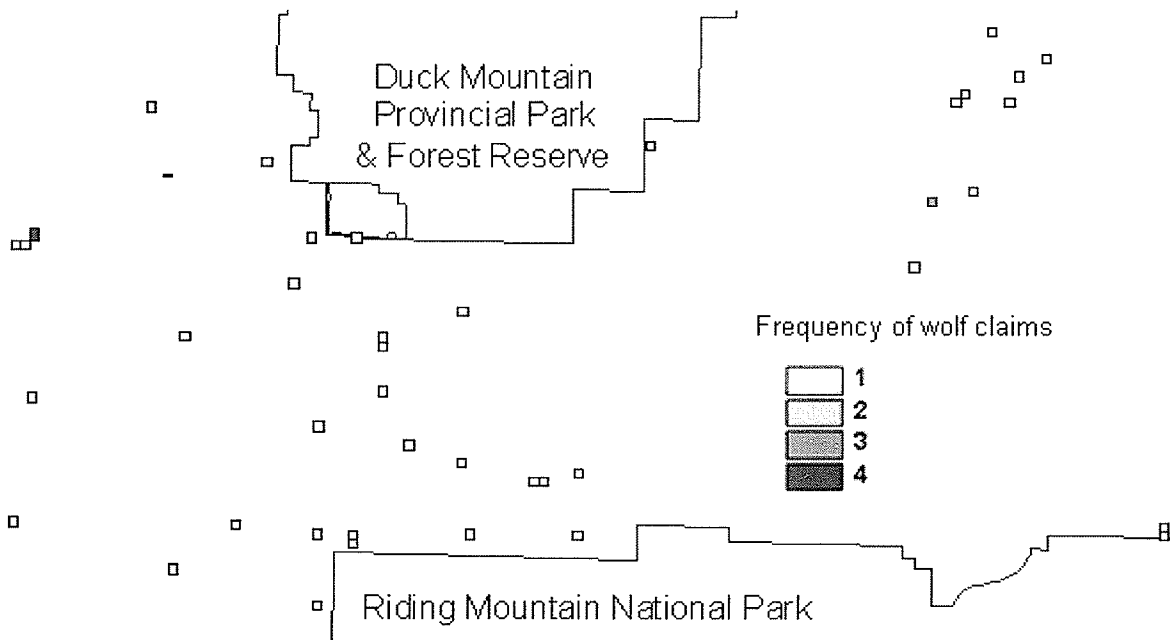 Duck Mountain
Provincial Park
& Forest Reserve
Frequency of wolf claims
1
2
3
4
Riding Mountain National Park